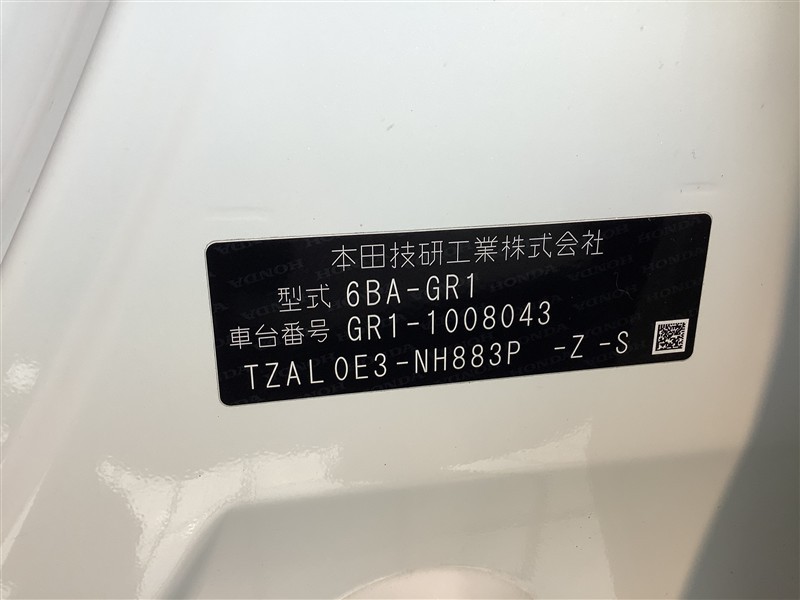 本田技研工業株式会社
型式 6BA-GR1
車台番号 GR1-1008043
TZAL0E3-NH883P -Z-S